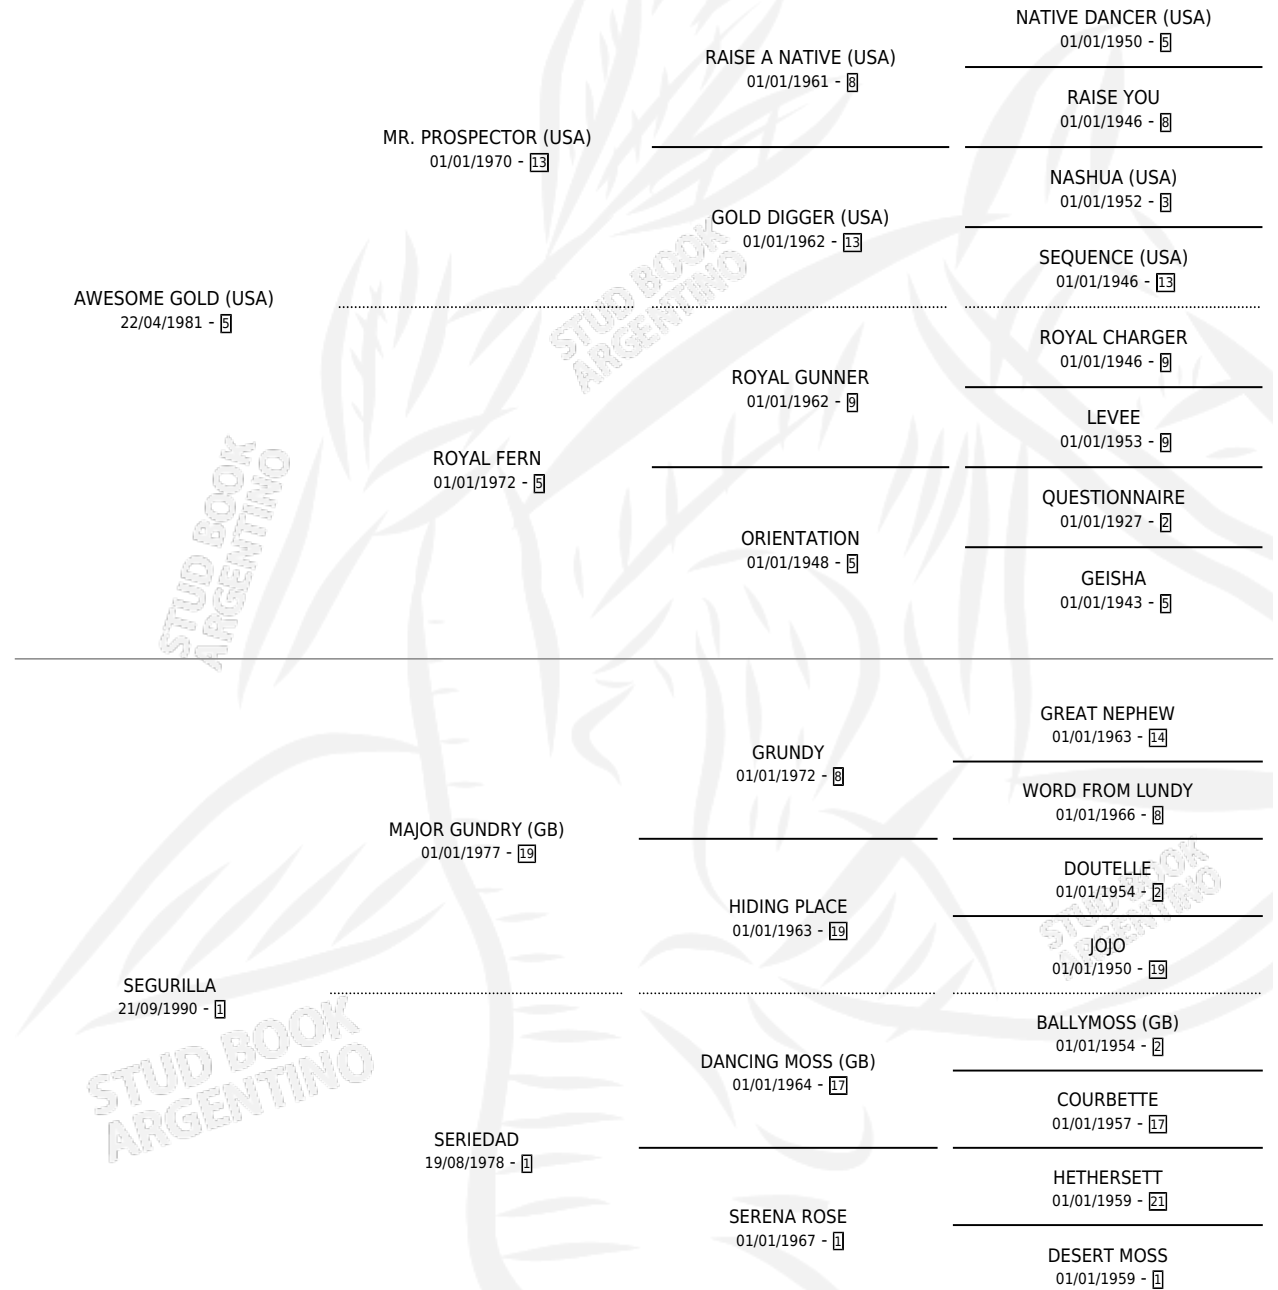 NATIVE DANCER (USA)
01/01/1950 - 5
RAISE A NATIVE (USA)
01/01/1961 - 8
RAISE YOU
01/01/1946 - 8
MR. PROSPECTOR (USA)
01/01/1970 - 13
NASHUA (USA)
01/01/1952 - 3
GOLD DIGGER (USA)
01/01/1962 - 13
SEQUENCE (USA)
01/01/1946 - 13
AWESOME GOLD (USA)
22/04/1981 - 5
ROYAL CHARGER
01/01/1946 - 9
ROYAL GUNNER
01/01/1962 - 9
LEVEE
01/01/1953 - 9
ROYAL FERN
01/01/1972 - 5
QUESTIONNAIRE
01/01/1927 - 2
ORIENTATION
01/01/1948 - 5
GEISHA
01/01/1943 - 5
STUD BOOK
ARGENTINO
STUD BOOK
ARGENTINO
GREAT NEPHEW
01/01/1963 - 14
GRUNDY
01/01/1972 - 8
WORD FROM LUNDY
01/01/1966 - 8
MAJOR GUNDRY (GB)
01/01/1977 - 19
DOUTELLE
01/01/1954 - 2
HIDING PLACE
01/01/1963 - 19
JOJO
01/01/1950 - 19
SEGURILLA
21/09/1990 - 1
BALLYMOSS (GB)
01/01/1954 - 2
DANCING MOSS (GB)
01/01/1964 - 17
COURBETTE
01/01/1957 - 17
SERIEDAD
19/08/1978 - 1
HETHERSETT
01/01/1959 - 21
SERENA ROSE
01/01/1967 - 1
DESERT MOSS
01/01/1959 - 1
STUD BOOK
ARGENTINO
STUD BOOK
ARGENTINO